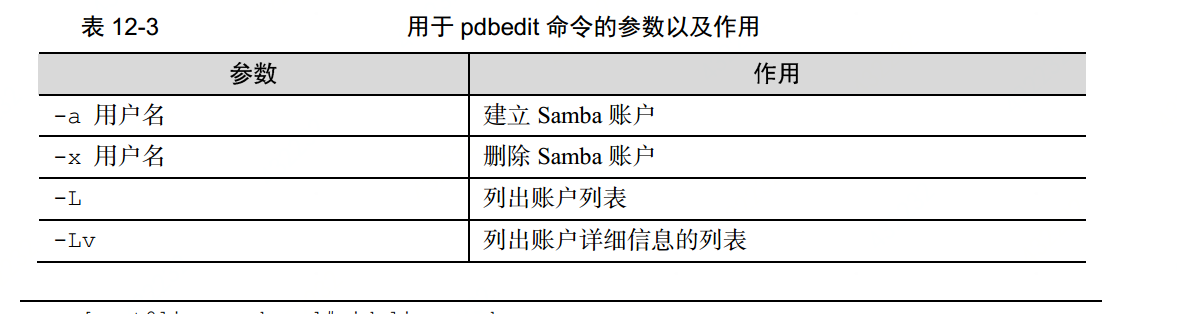 表 12-3 用于 pdbedit 命令的参数以及作用
参数 作用
-a 用户名 建立 Samba 账户
-x 用户名 删除 Samba 账户
-L 列出账户列表
-Lv 列出账户详细信息的列表